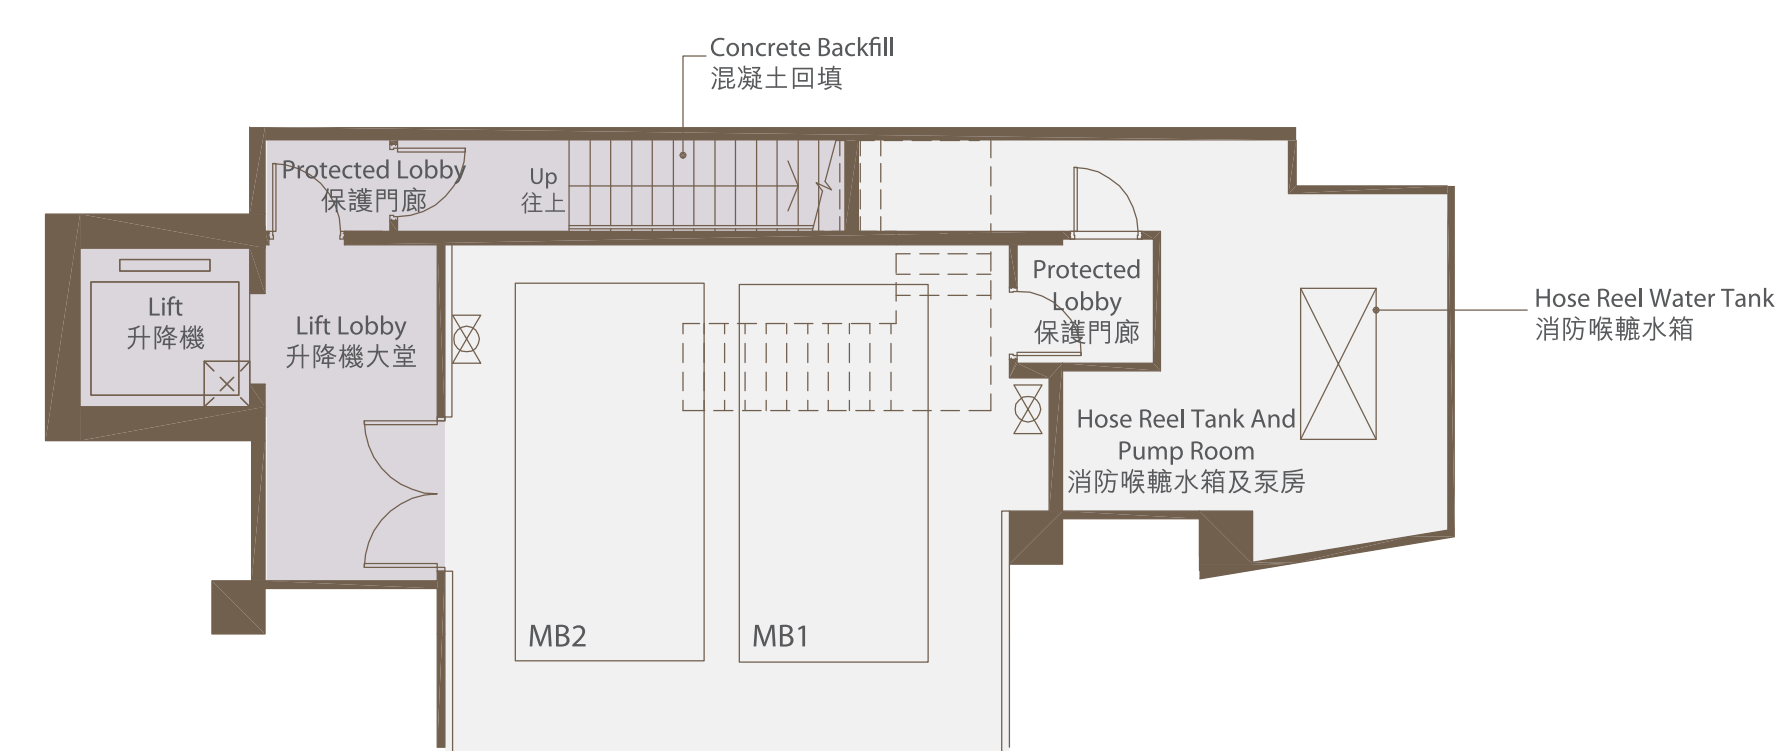 Concrete Backfill
混凝土回填
Protected Lobby
保護門廊
Up
往上
Protected
Lobby
保護門廊
Lift
升降機
Lift Lobby
升降機大堂
Hose Reel Water Tank
消防喉轆水箱
Hose Reel Tank And
Pump Room
消防喉轆水箱及泵房
MB2
MB1